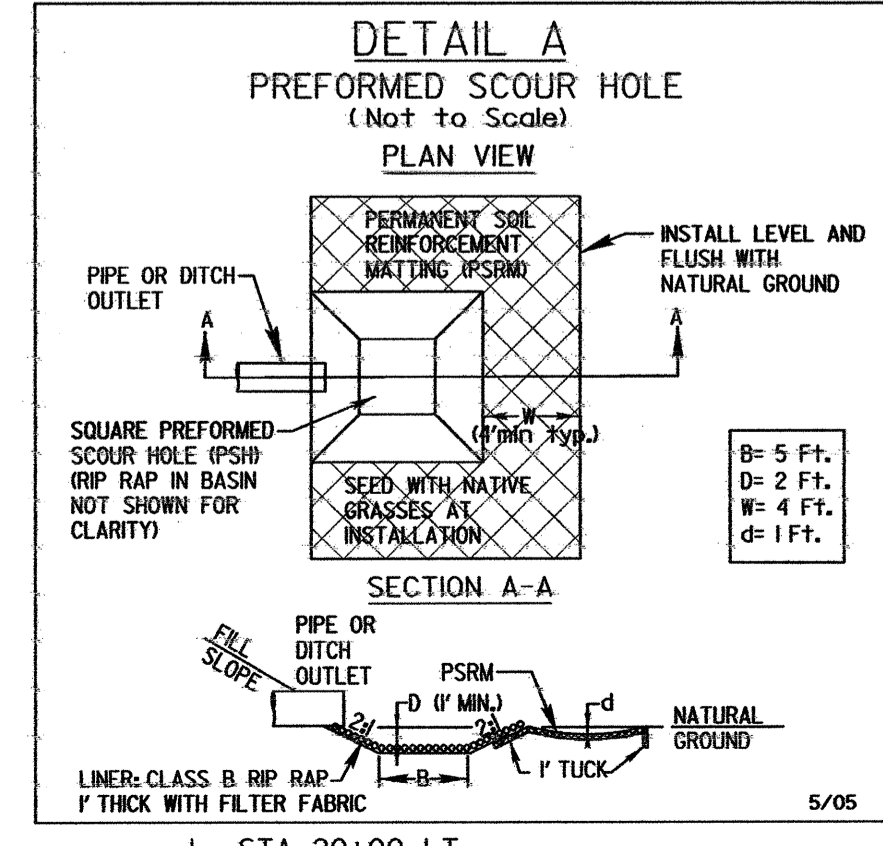 DETAIL A
PREFORMED SCOUR HOLE
(Not to Scale)
PLAN VIEW
PERMANENT SOIL
REINFORCEMENT
MATTING (PSRM)
INSTALL LEVEL AND
FLUSH WITH
NATURAL GROUND
PIPE OR DITCH
OUTLET
A
A
W
(4'min typ.)
SQUARE PREFORMED
SCOUR HOLE (PSH)
(RIP RAP IN BASIN
NOT SHOWN FOR
CLARITY)
SEED WITH NATIVE
GRASSES AT
INSTALLATION
B= 5 Ft.
D= 2 Ft.
W= 4 Ft.
d= 1 Ft.
SECTION A-A
FILL
SLOPE
PIPE OR
DITCH
OUTLET
PSRM
D (1' MIN.)
d
2:1
2:1
NATURAL
GROUND
B
1' TUCK
LINER: CLASS B RIP RAP
1' THICK WITH FILTER FABRIC
5/05